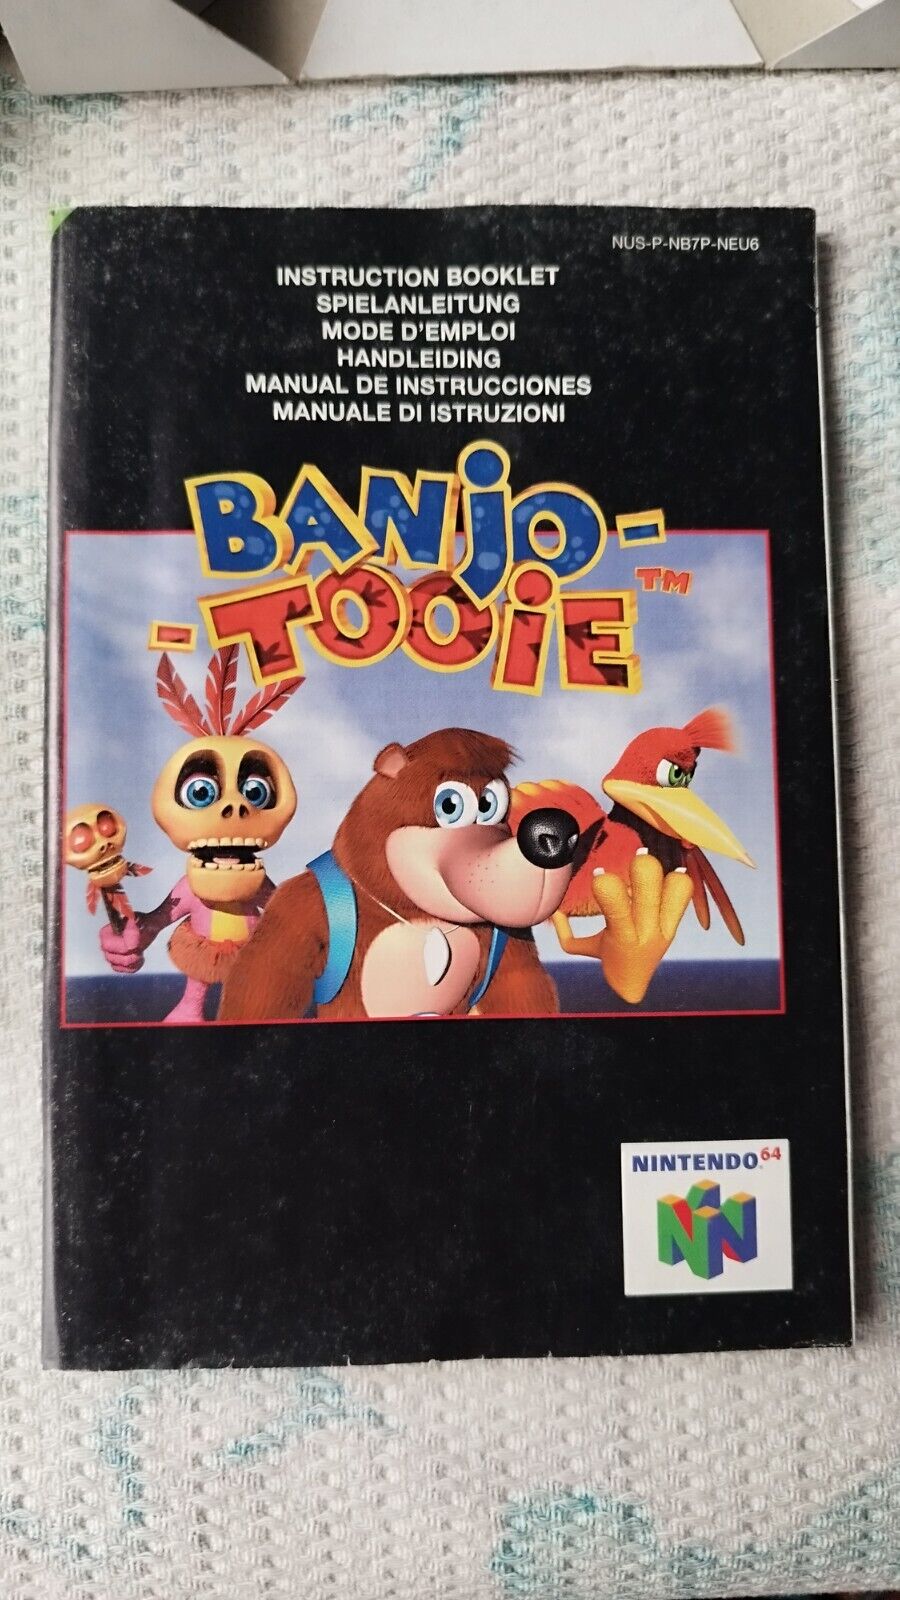 NUS-P-NB7P-NEU6
INSTRUCTION BOOKLET
SPIELANLEITUNG
MODE D'EMPLOI
HANDLEIDING
MANUAL DE INSTRUCCIONES
MANUALE DI ISTRUZIONI
BANJO-
-TOOIE™
NINTENDO64